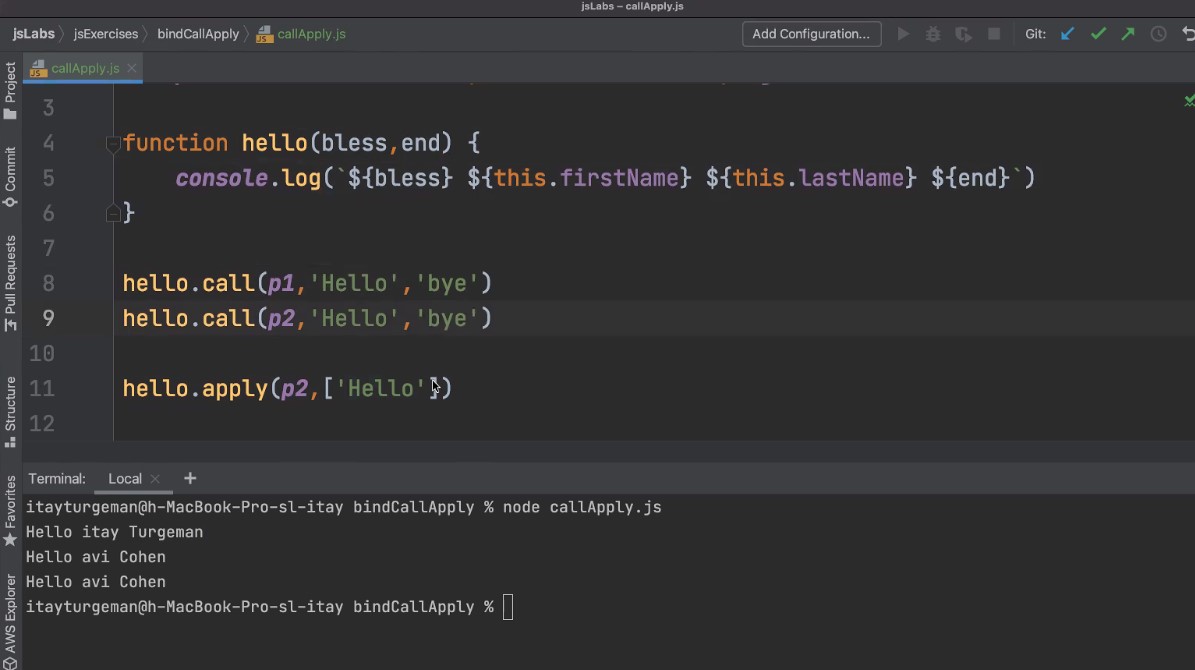 jsLabs – callApply.js
jsLabs jsExercises bindCallApply callApply.js Add Configuration... Git:
callApply.js
Project
Commit
Pull Requests
Structure
Favorites
AWS Explorer
3
4 function hello(bless,end) {
5 console.log(`${bless} ${this.firstName} ${this.lastName} ${end}`)
6 }
7
8 hello.call(p1,'Hello','bye')
9 hello.call(p2,'Hello','bye')
10
11 hello.apply(p2,['Hello'])
12
Terminal: Local
itayturgeman@h-MacBook-Pro-sl-itay bindCallApply % node callApply.js
Hello itay Turgeman
Hello avi Cohen
Hello avi Cohen
itayturgeman@h-MacBook-Pro-sl-itay bindCallApply %